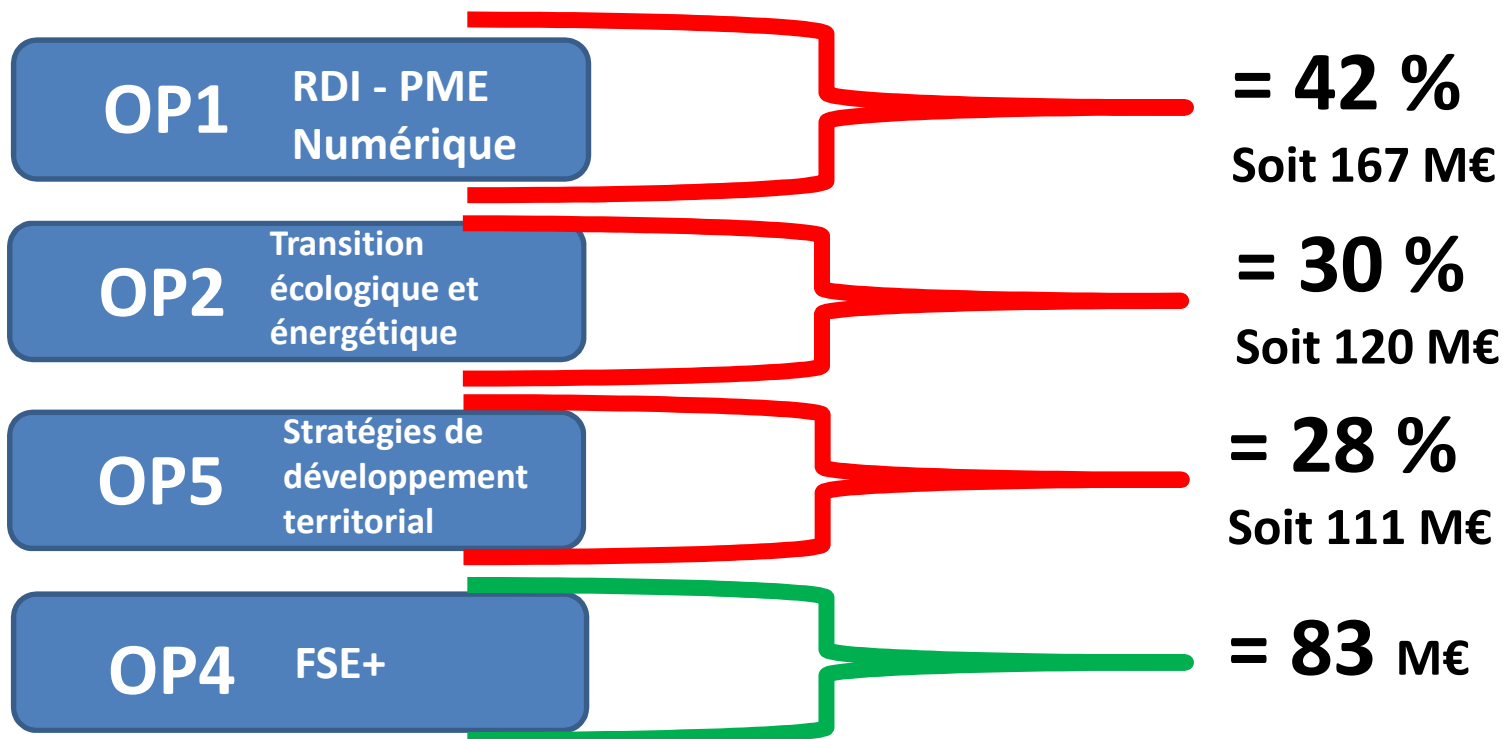 OP1
RDI - PME
Numérique
= 42 %
Soit 167 M€
OP2
Transition
écologique et
énergétique
= 30 %
Soit 120 M€
OP5
Stratégies de
développement
territorial
= 28 %
Soit 111 M€
OP4
FSE+
= 83 M€